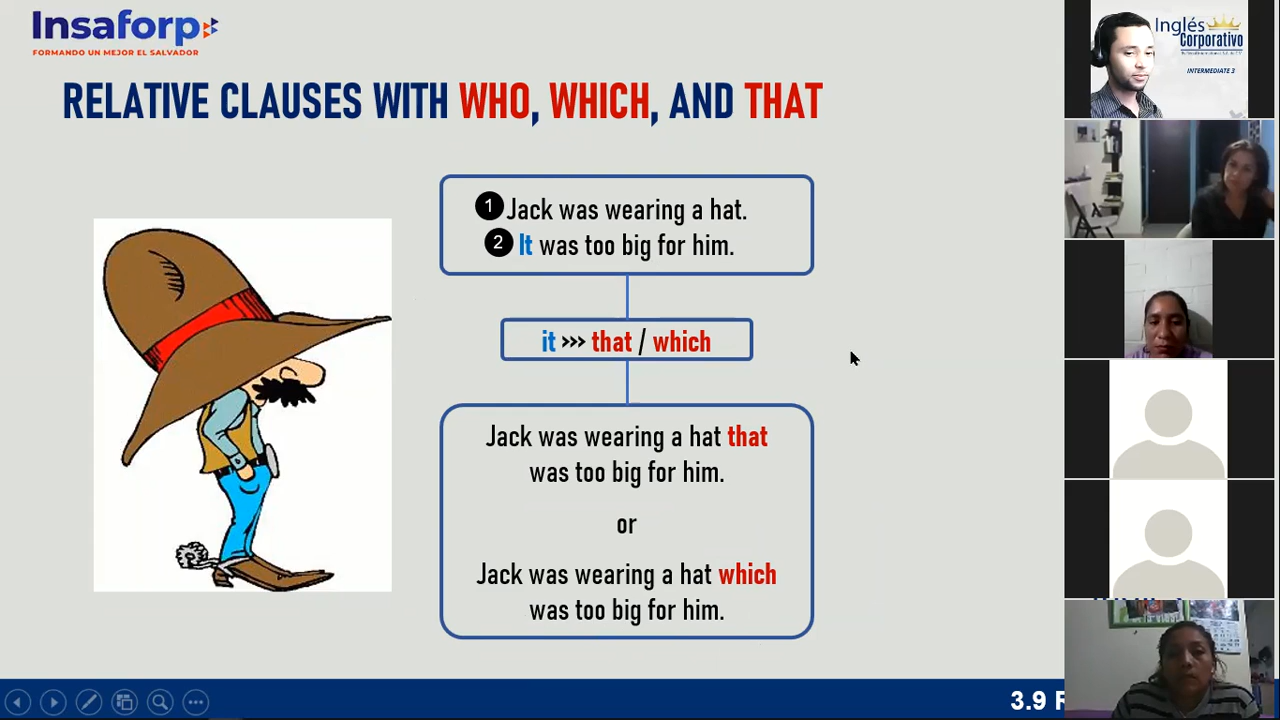 Insaforp
FORMANDO UN MEJOR EL SALVADOR
RELATIVE CLAUSES WITH WHO, WHICH, AND THAT
1 Jack was wearing a hat.
2 It was too big for him.
it >>> that / which
Jack was wearing a hat that
was too big for him.
or
Jack was wearing a hat which
was too big for him.
3.9 R
Inglés
Corporativo
INTERMEDIATE 3